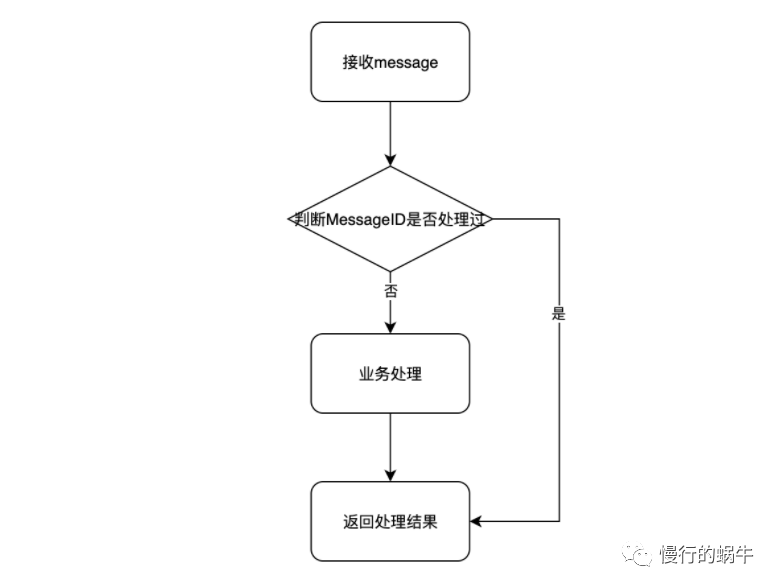 接收message
判断MessageID是否处理过
否
是
业务处理
返回处理结果
慢行的蜗牛